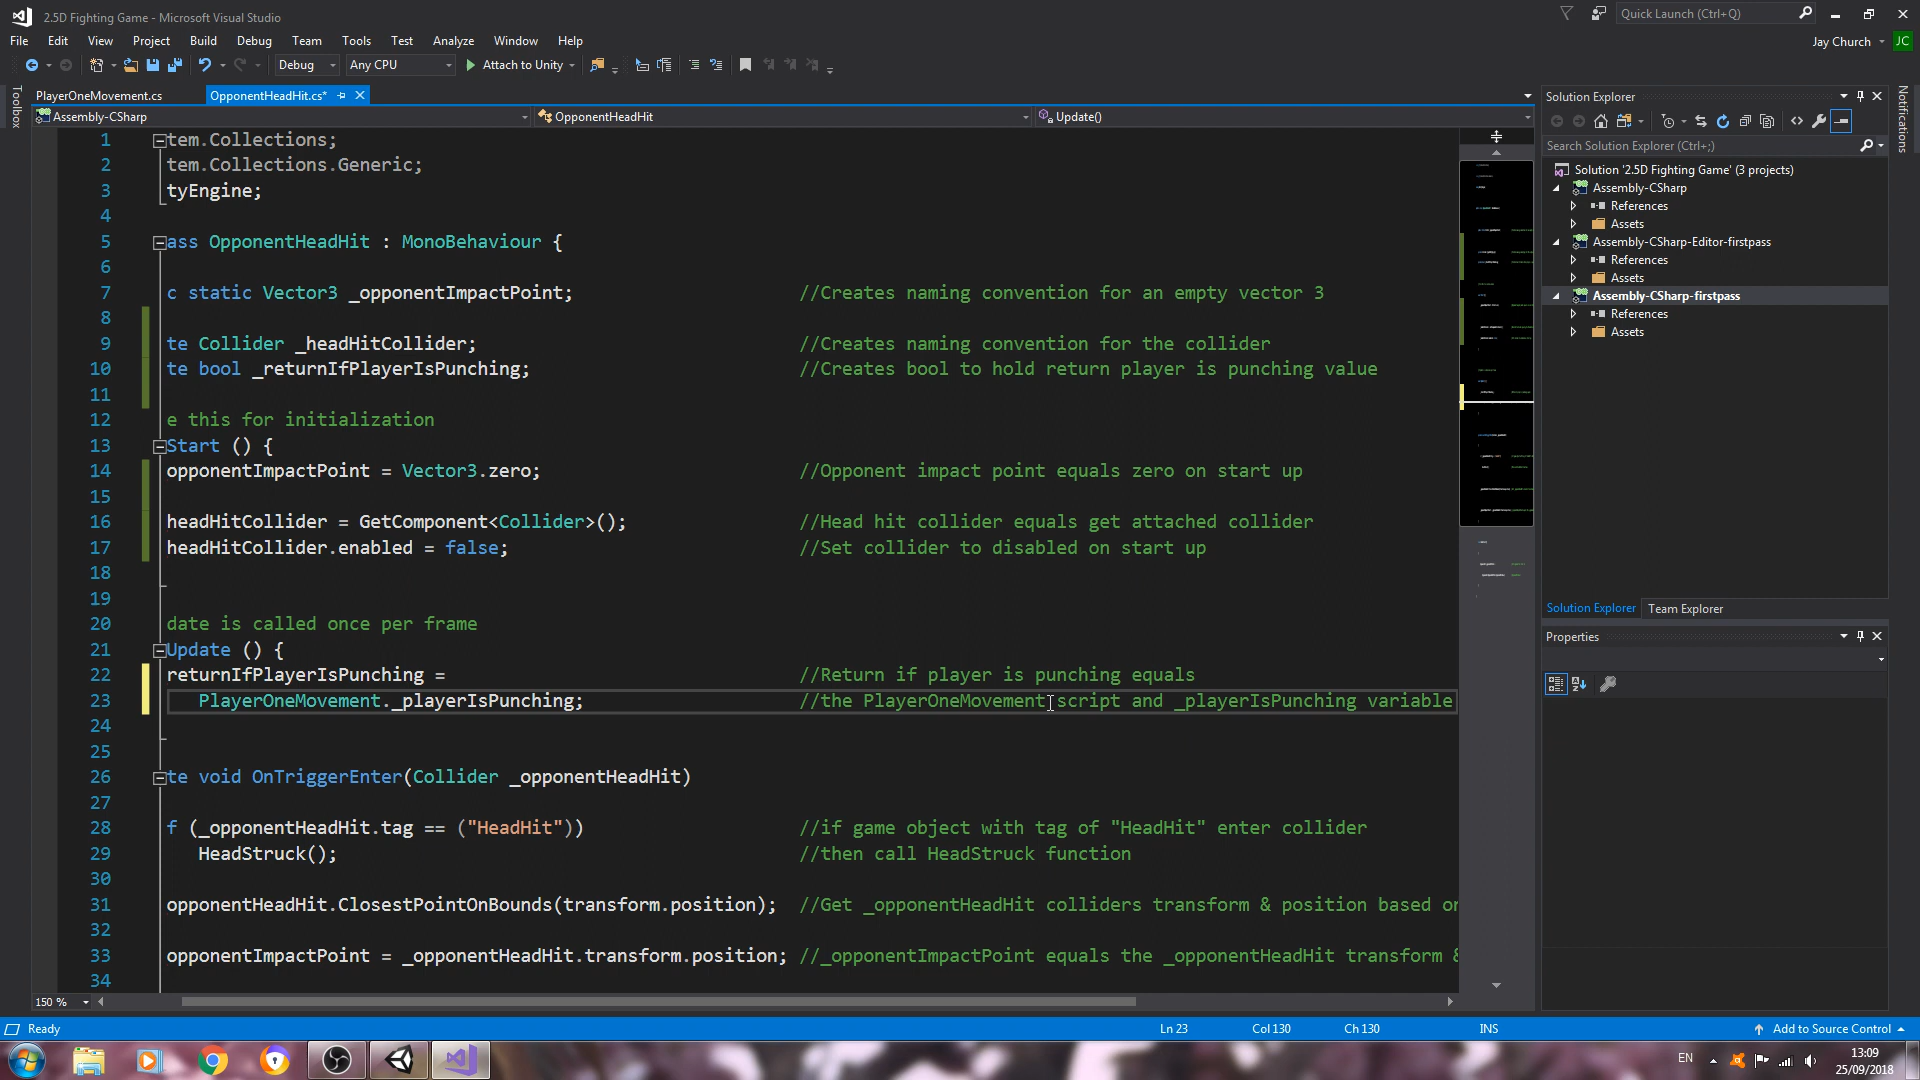 2.5D Fighting Game - Microsoft Visual Studio
Quick Launch (Ctrl+Q)
File Edit View Project Build Debug Team Tools Test Analyze Window Help
Jay Church JC
Debug Any CPU Attach to Unity
Toolbox
PlayerOneMovement.cs OpponentHeadHit.cs*
Assembly-CSharp OpponentHeadHit Update()
1 tem.Collections;
2 tem.Collections.Generic;
3 tyEngine;
4
5 ass OpponentHeadHit : MonoBehaviour {
6
7 c static Vector3 _opponentImpactPoint; //Creates naming convention for an empty vector 3
8
9 te Collider _headHitCollider; //Creates naming convention for the collider
10 te bool _returnIfPlayerIsPunching; //Creates bool to hold return player is punching value
11
12 e this for initialization
13 Start () {
14 opponentImpactPoint = Vector3.zero; //Opponent impact point equals zero on start up
15
16 headHitCollider = GetComponent<Collider>(); //Head hit collider equals get attached collider
17 headHitCollider.enabled = false; //Set collider to disabled on start up
18
19
20 date is called once per frame
21 Update () {
22 returnIfPlayerIsPunching = //Return if player is punching equals
23 PlayerOneMovement._playerIsPunching; //the PlayerOneMovement script and _playerIsPunching variable
24
25
26 te void OnTriggerEnter(Collider _opponentHeadHit)
27
28 f (_opponentHeadHit.tag == ("HeadHit")) //if game object with tag of "HeadHit" enter collider
29 HeadStruck(); //then call HeadStruck function
30
31 opponentHeadHit.ClosestPointOnBounds(transform.position); //Get _opponentHeadHit colliders transform & position based on
32
33 opponentImpactPoint = _opponentHeadHit.transform.position; //_opponentImpactPoint equals the _opponentHeadHit transform &
34
150 %
Solution Explorer
Search Solution Explorer (Ctrl+;)
Solution '2.5D Fighting Game' (3 projects)
Assembly-CSharp
References
Assets
Assembly-CSharp-Editor-firstpass
References
Assets
Assembly-CSharp-firstpass
References
Assets
Solution Explorer Team Explorer
Properties
Notifications
Ready Ln 23 Col 130 Ch 130 INS Add to Source Control
EN 13:09
25/09/2018